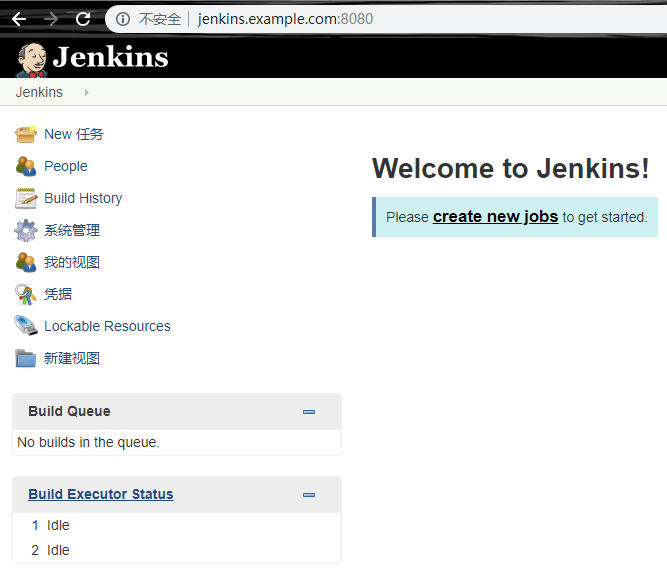 不安全 jenkins.example.com:8080
Jenkins
Jenkins
New 任务
People
Build History
系统管理
我的视图
凭据
Lockable Resources
新建视图
Welcome to Jenkins!
Please create new jobs to get started.
Build Queue
No builds in the queue.
Build Executor Status
1 Idle
2 Idle